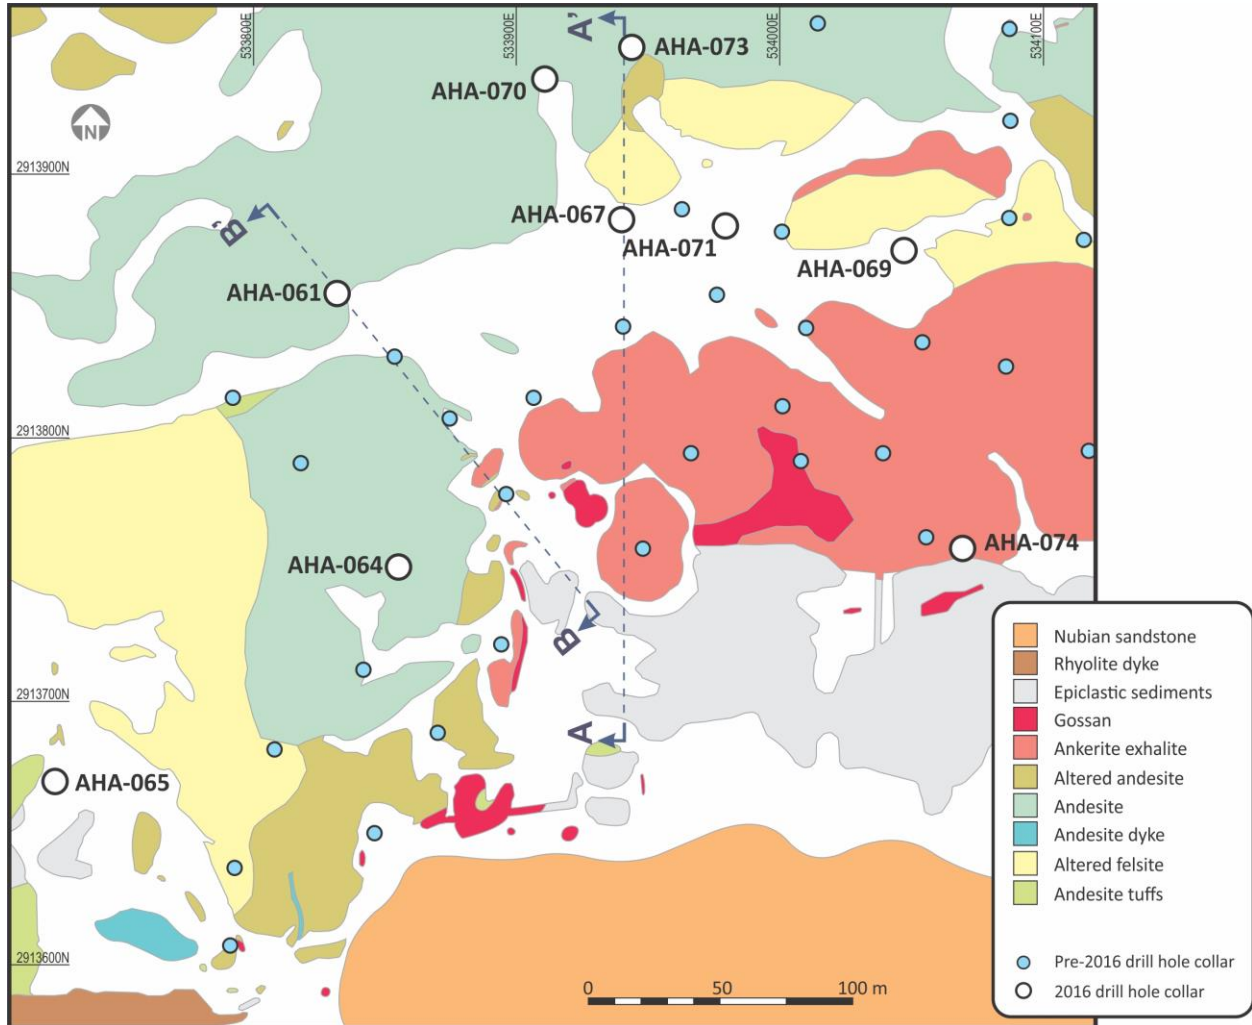 533800E
533900E
534000E
534100E
A'
AHA-073
AHA-070
N
2913900N
B'
AHA-067
AHA-071
AHA-069
AHA-061
2913800N
AHA-064
AHA-074
B
2913700N
A
AHA-065
2913600N
0 50 100 m
Nubian sandstone
Rhyolite dyke
Epiclastic sediments
Gossan
Ankerite exhalite
Altered andesite
Andesite
Andesite dyke
Altered felsite
Andesite tuffs
Pre-2016 drill hole collar
2016 drill hole collar